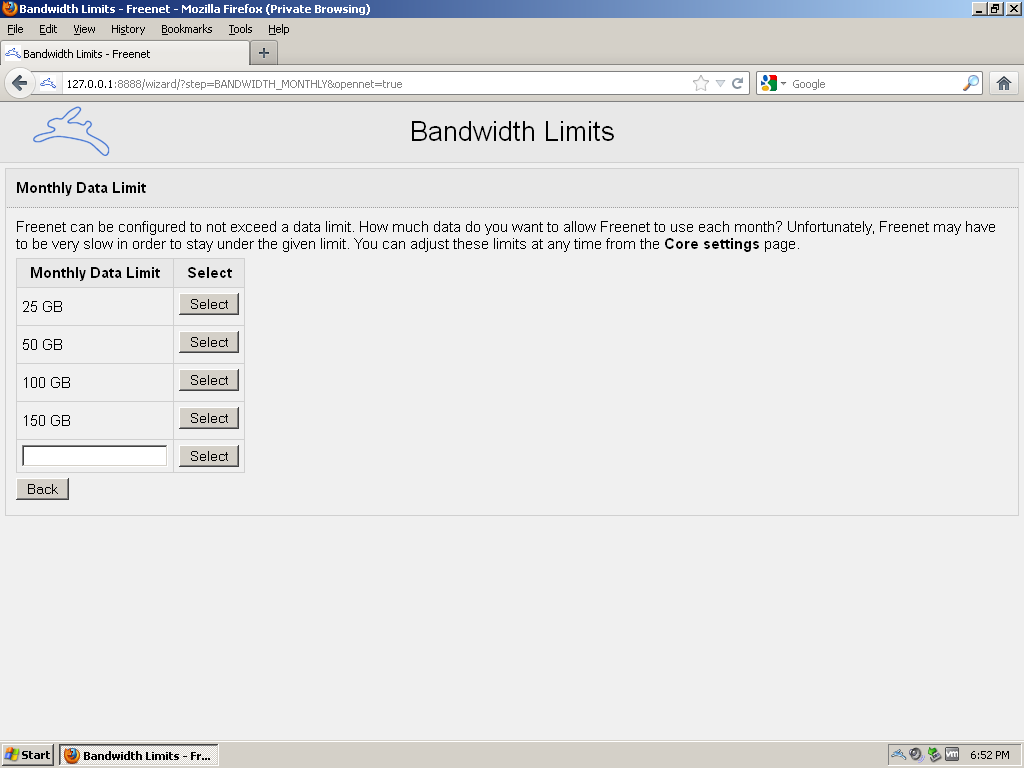 Bandwidth Limits - Freenet - Mozilla Firefox (Private Browsing)
File Edit View History Bookmarks Tools Help
Bandwidth Limits - Freenet
127.0.0.1:8888/wizard/?step=BANDWIDTH_MONTHLY&opennet=true
Google
Bandwidth Limits
Monthly Data Limit
Freenet can be configured to not exceed a data limit. How much data do you want to allow Freenet to use each month? Unfortunately, Freenet may have
to be very slow in order to stay under the given limit. You can adjust these limits at any time from the Core settings page.
Monthly Data Limit Select
25 GB Select
50 GB Select
100 GB Select
150 GB Select
Select
Back
Start
Bandwidth Limits - Fr...
vm
6:52 PM